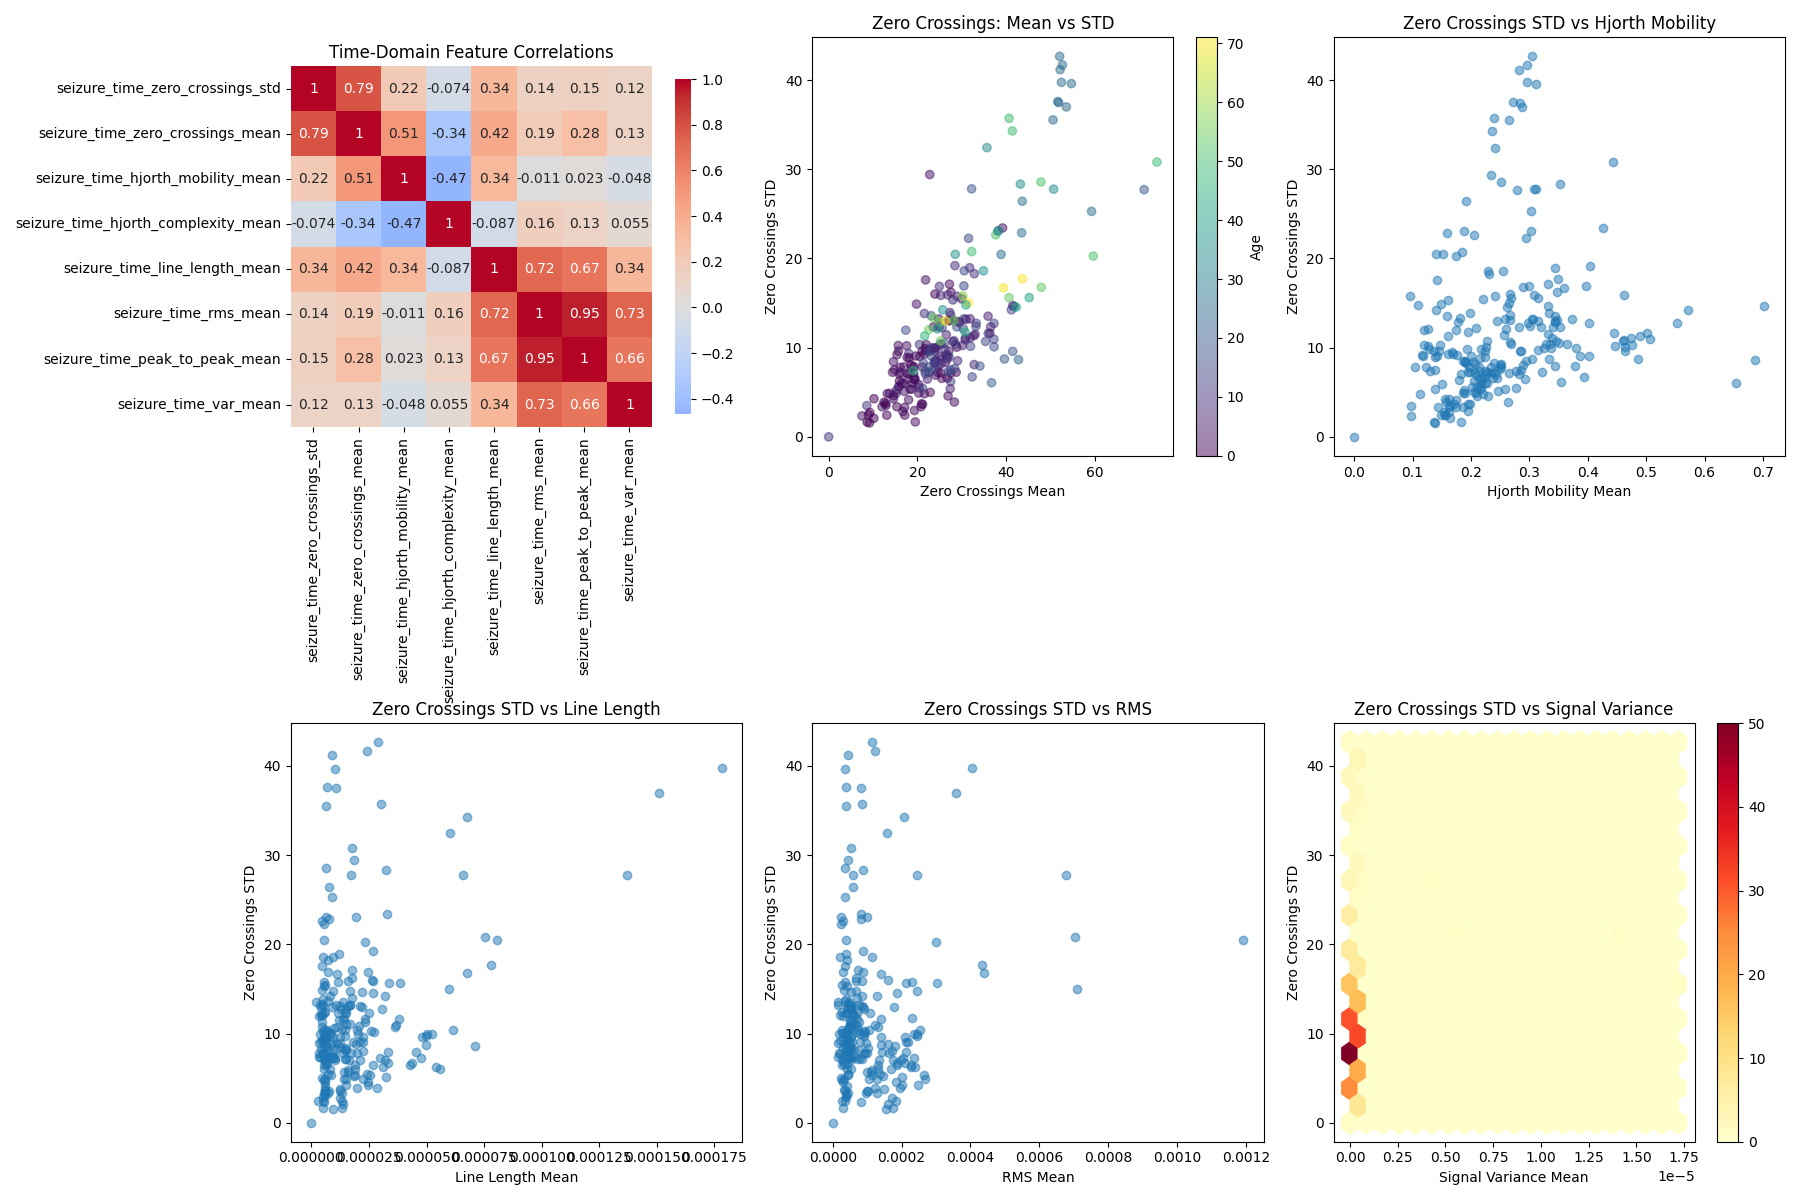 Time-Domain Feature Correlations
seizure_time_zero_crossings_std
seizure_time_zero_crossings_mean
seizure_time_hjorth_mobility_mean
seizure_time_hjorth_complexity_mean
seizure_time_line_length_mean
seizure_time_rms_mean
seizure_time_peak_to_peak_mean
seizure_time_var_mean
1 0.79 0.22 -0.074 0.34 0.14 0.15 0.12
0.79 1 0.51 -0.34 0.42 0.19 0.28 0.13
0.22 0.51 1 -0.47 0.34 -0.011 0.023 -0.048
-0.074 -0.34 -0.47 1 -0.087 0.16 0.13 0.055
0.34 0.42 0.34 -0.087 1 0.72 0.67 0.34
0.14 0.19 -0.011 0.16 0.72 1 0.95 0.73
0.15 0.28 0.023 0.13 0.67 0.95 1 0.66
0.12 0.13 -0.048 0.055 0.34 0.73 0.66 1
seizure_time_zero_crossings_std
seizure_time_zero_crossings_mean
seizure_time_hjorth_mobility_mean
seizure_time_hjorth_complexity_mean
seizure_time_line_length_mean
seizure_time_rms_mean
seizure_time_peak_to_peak_mean
seizure_time_var_mean
1.0
0.8
0.6
0.4
0.2
0.0
−0.2
−0.4
Zero Crossings: Mean vs STD
Zero Crossings STD
40
30
20
10
0
0 20 40 60
Zero Crossings Mean
70
60
50
40
30
20
10
0
Age
Zero Crossings STD vs Hjorth Mobility
Zero Crossings STD
40
30
20
10
0
0.0 0.1 0.2 0.3 0.4 0.5 0.6 0.7
Hjorth Mobility Mean
Zero Crossings STD vs Line Length
Zero Crossings STD
40
30
20
10
0
0.000000 0.000025 0.000050 0.000075 0.000100 0.000125 0.000150 0.000175
Line Length Mean
Zero Crossings STD vs RMS
Zero Crossings STD
40
30
20
10
0
0.0000 0.0002 0.0004 0.0006 0.0008 0.0010 0.0012
RMS Mean
Zero Crossings STD vs Signal Variance
Zero Crossings STD
40
30
20
10
0
0.00 0.25 0.50 0.75 1.00 1.25 1.50 1.75
1e−5
Signal Variance Mean
50
40
30
20
10
0